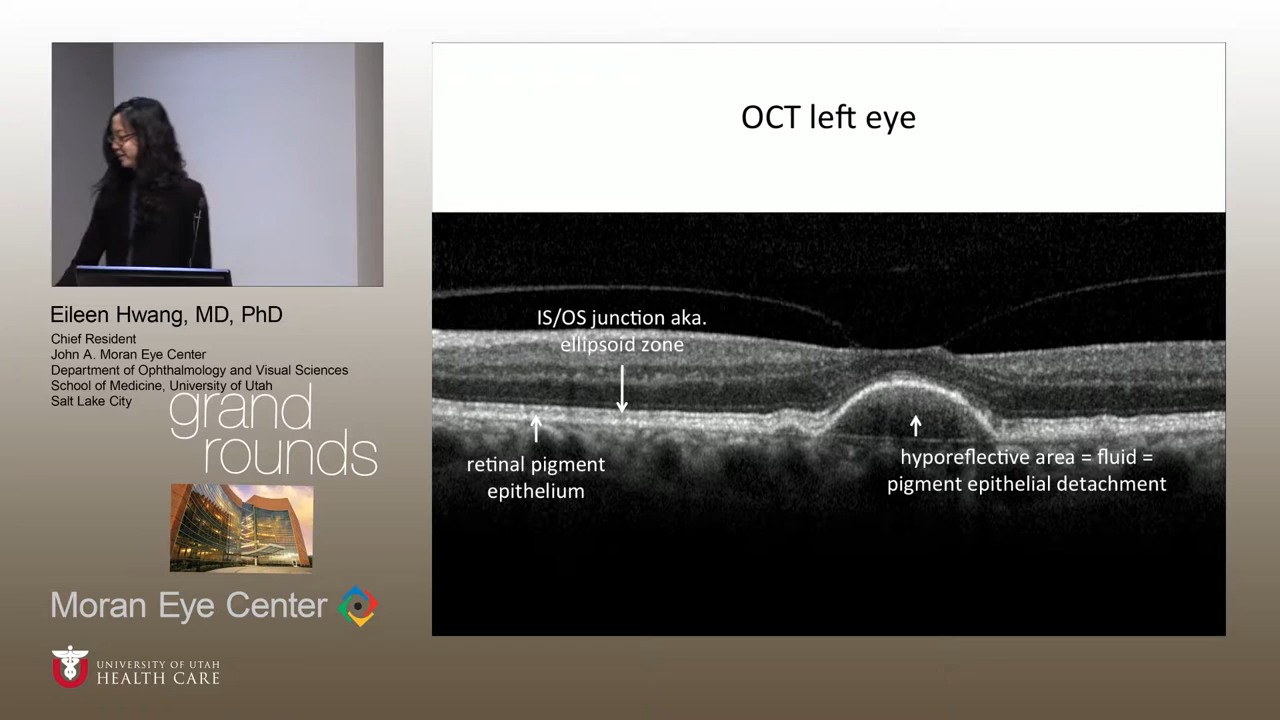 OCT left eye
IS/OS junction aka.
ellipsoid zone
retinal pigment
epithelium
hyporeflective area = fluid =
pigment epithelial detachment
Eileen Hwang, MD, PhD
Chief Resident
John A. Moran Eye Center
Department of Ophthalmology and Visual Sciences
School of Medicine, University of Utah
Salt Lake City
grand
rounds
Moran Eye Center
UNIVERSITY OF UTAH
HEALTH CARE